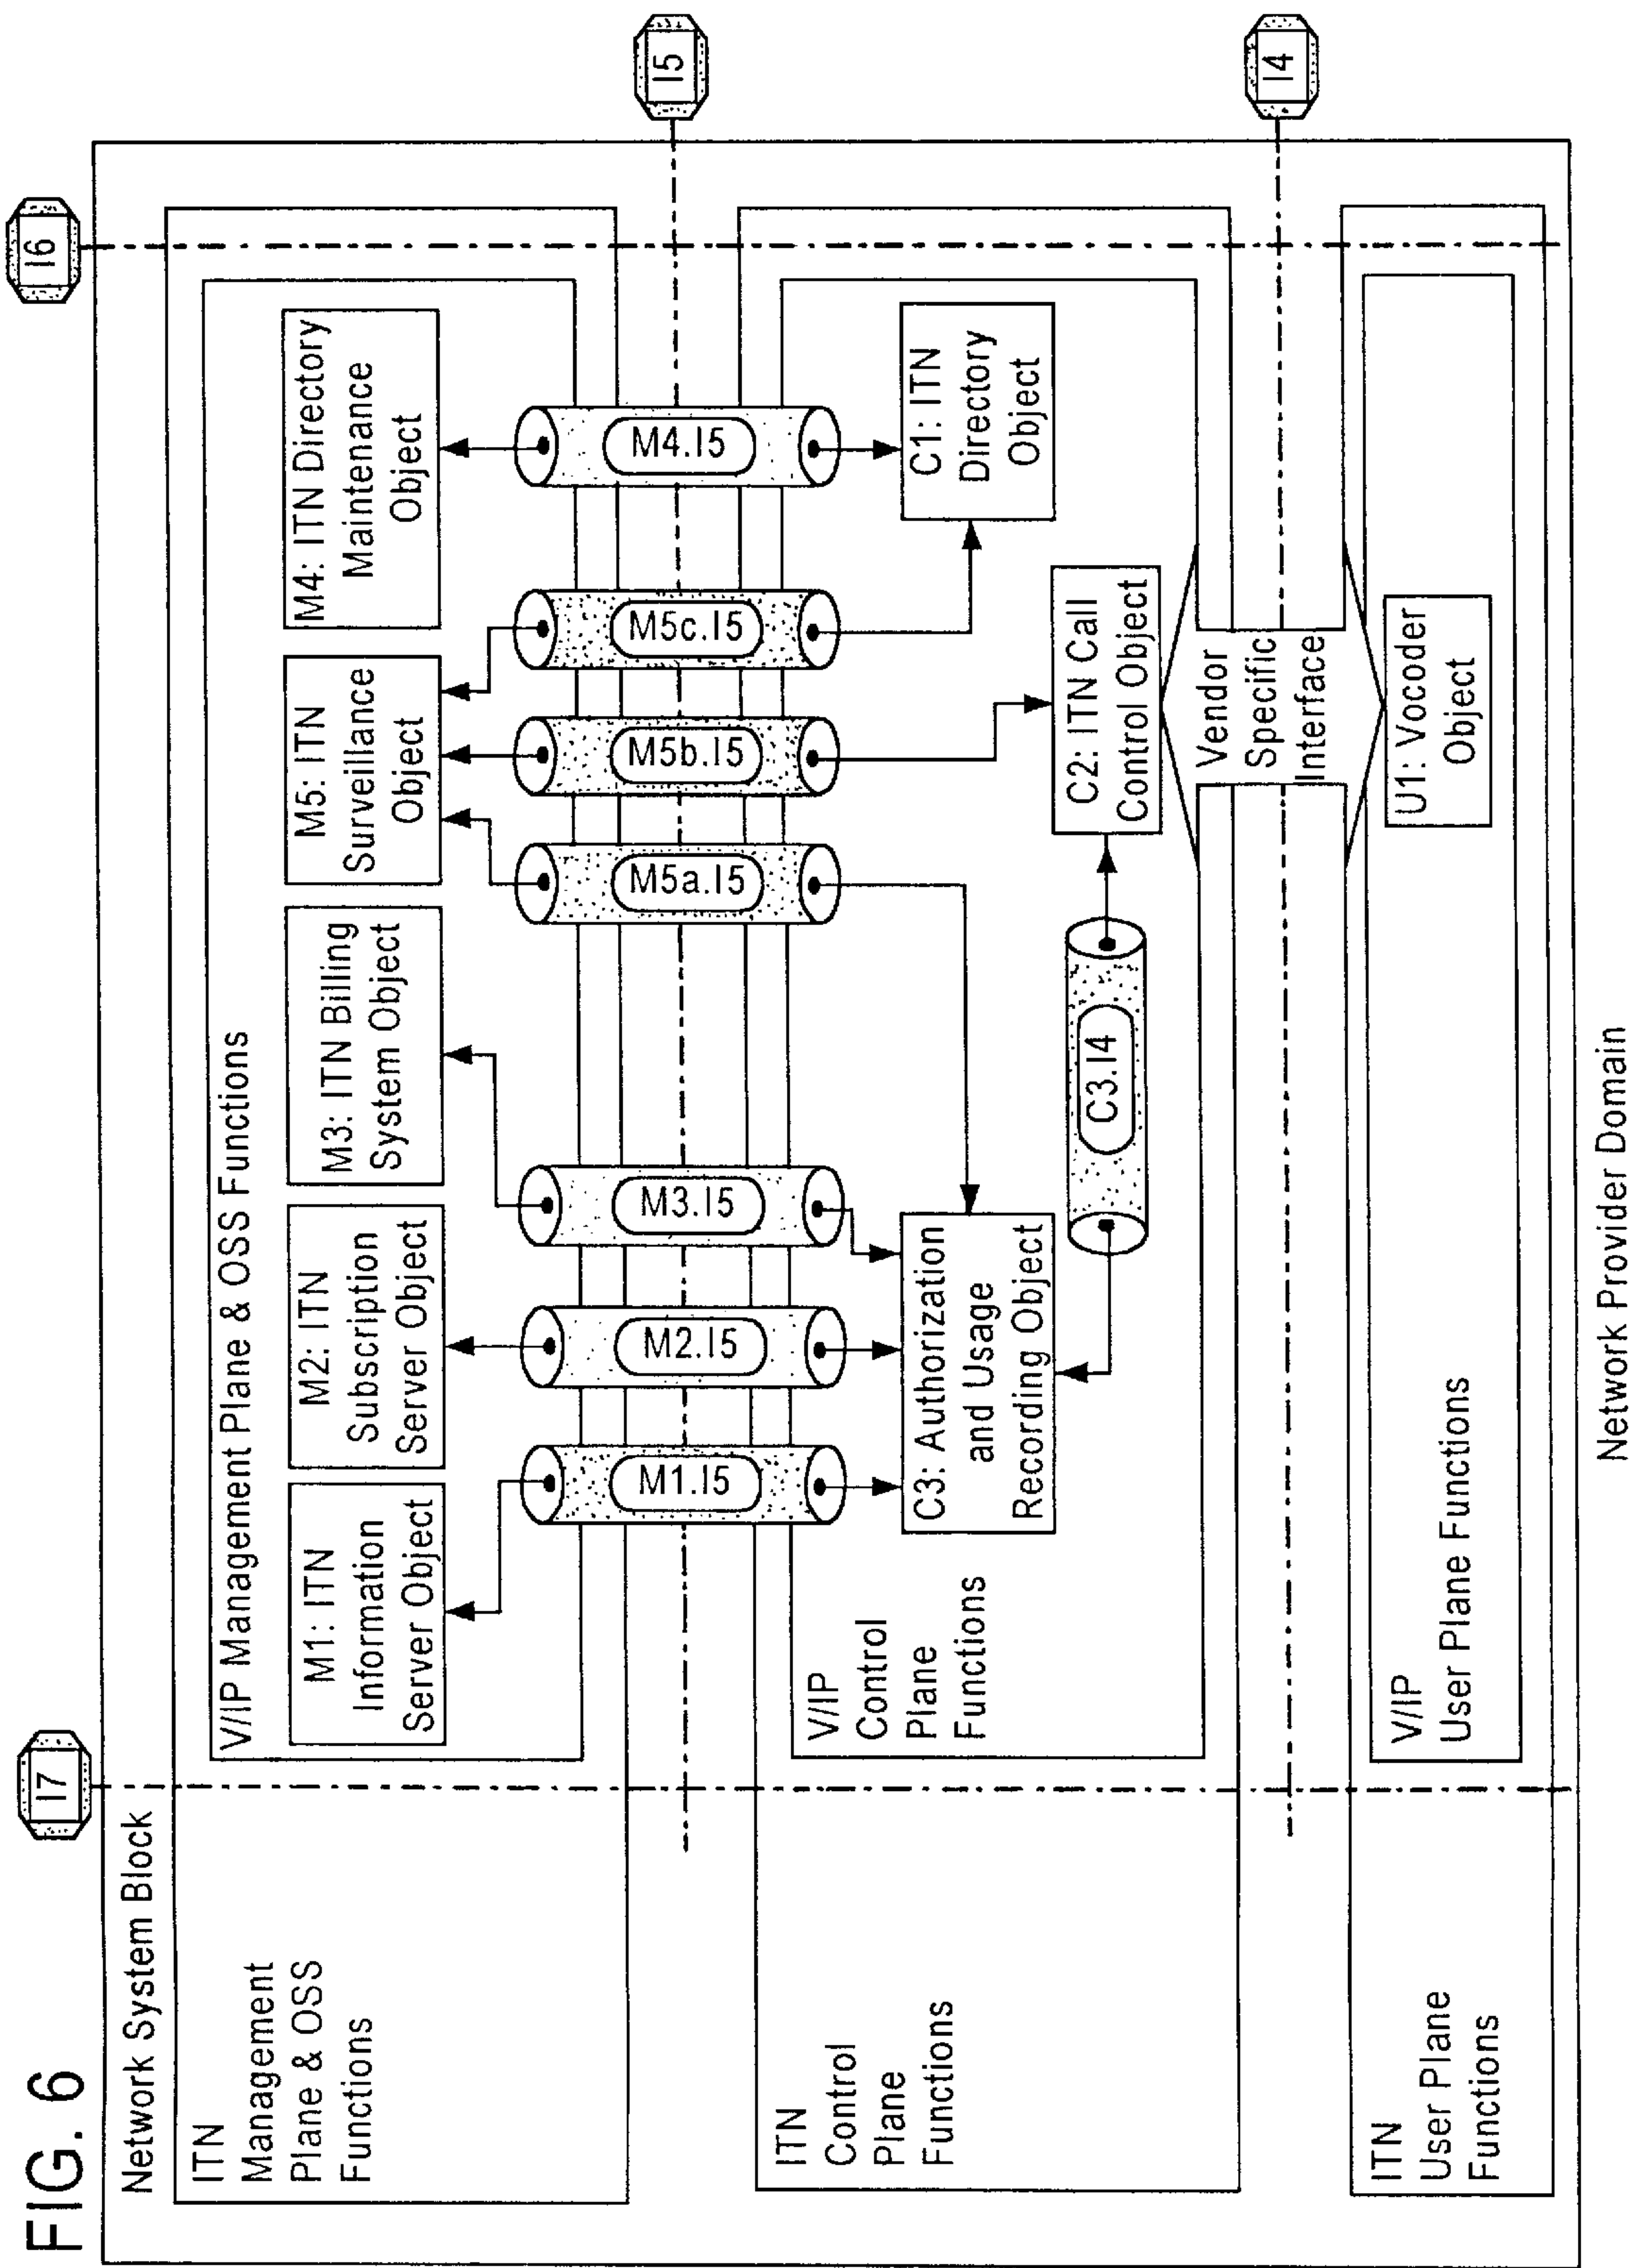 FIG. 6
I7
I6
Network System Block
ITN
Management
Plane & OSS
Functions
V/IP Management Plane & OSS Functions
M1: ITN
Information
Server Object
M2: ITN
Subscription
Server Object
M3: ITN Billing
System Object
M5: ITN
Surveillance
Object
M4: ITN Directory
Maintenance
Object
M1.I5
M2.I5
M3.I5
M5a.I5
M5b.I5
M5c.I5
M4.I5
I5
ITN
Control
Plane
Functions
V/IP
Control
Plane
Functions
C3: Authorization
and Usage
Recording Object
C1: ITN
Directory
Object
C3.I4
C2: ITN Call
Control Object
Vendor
Specific
Interface
I4
ITN
User Plane
Functions
V/IP
User Plane Functions
U1: Vocoder
Object
Network Provider Domain